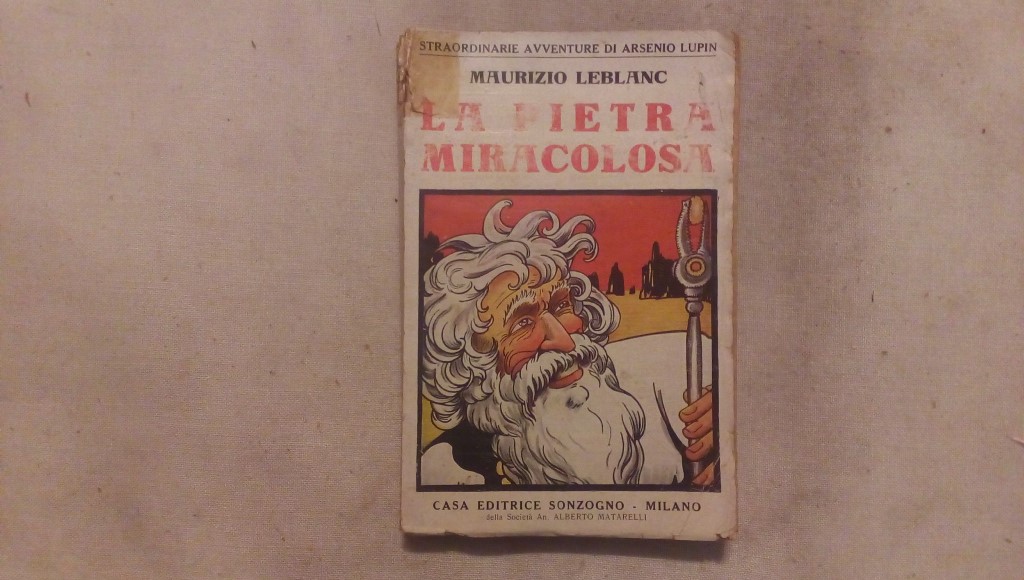 STRAORDINARIE AVVENTURE DI ARSENIO LUPIN
MAURIZIO LEBLANC
LA PIETRA
MIRACOLOSA
CASA EDITRICE SONZOGNO - MILANO
della Società An. ALBERTO MATARELLI